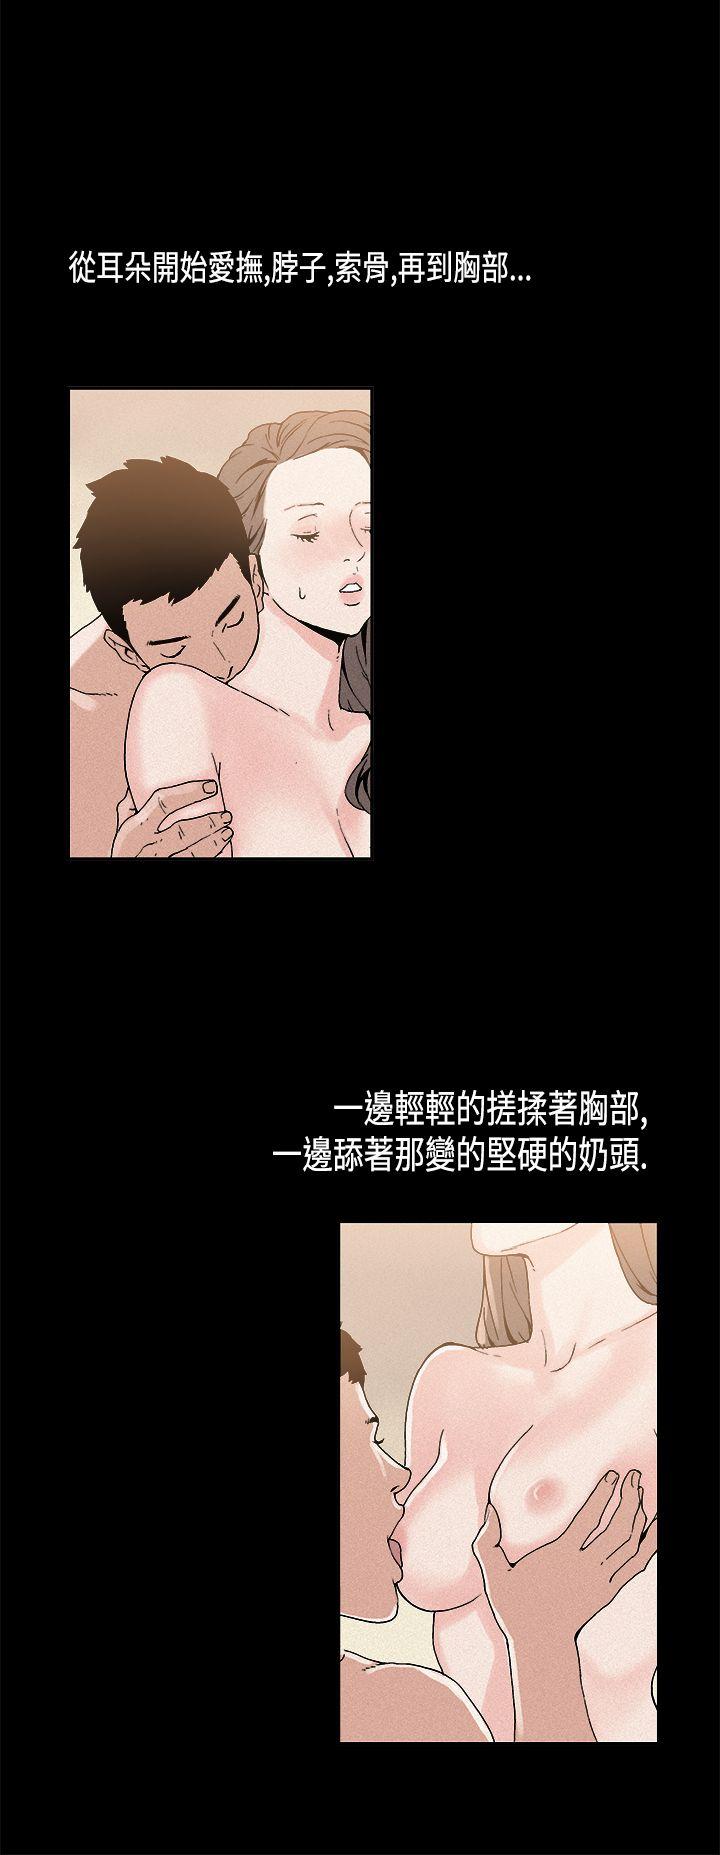 從耳朵開始愛撫,脖子,索骨,再到胸部...
一邊輕輕的搓揉著胸部,
一邊舔著那變的堅硬的奶頭.